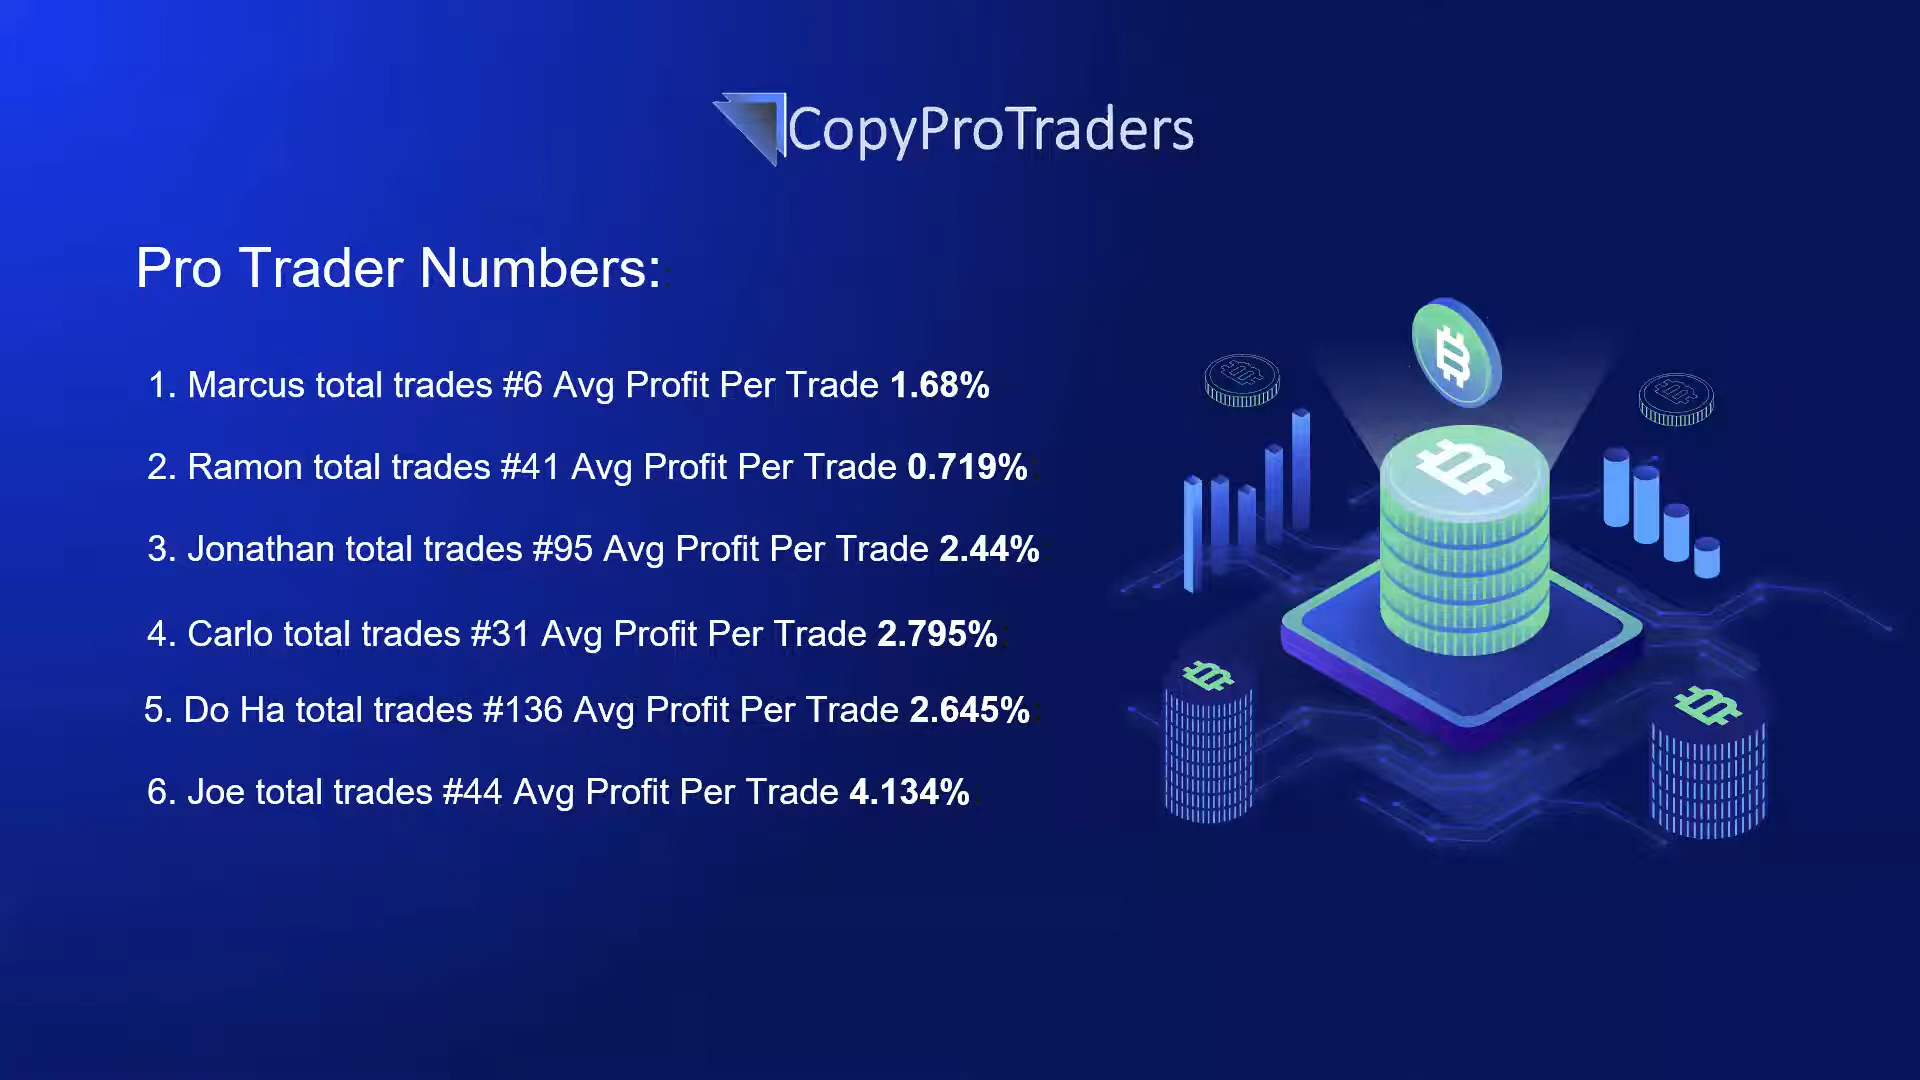 CopyProTraders
Pro Trader Numbers:
1. Marcus total trades #6 Avg Profit Per Trade 1.68%
2. Ramon total trades #41 Avg Profit Per Trade 0.719%
3. Jonathan total trades #95 Avg Profit Per Trade 2.44%
4. Carlo total trades #31 Avg Profit Per Trade 2.795%
5. Do Ha total trades #136 Avg Profit Per Trade 2.645%
6. Joe total trades #44 Avg Profit Per Trade 4.134%